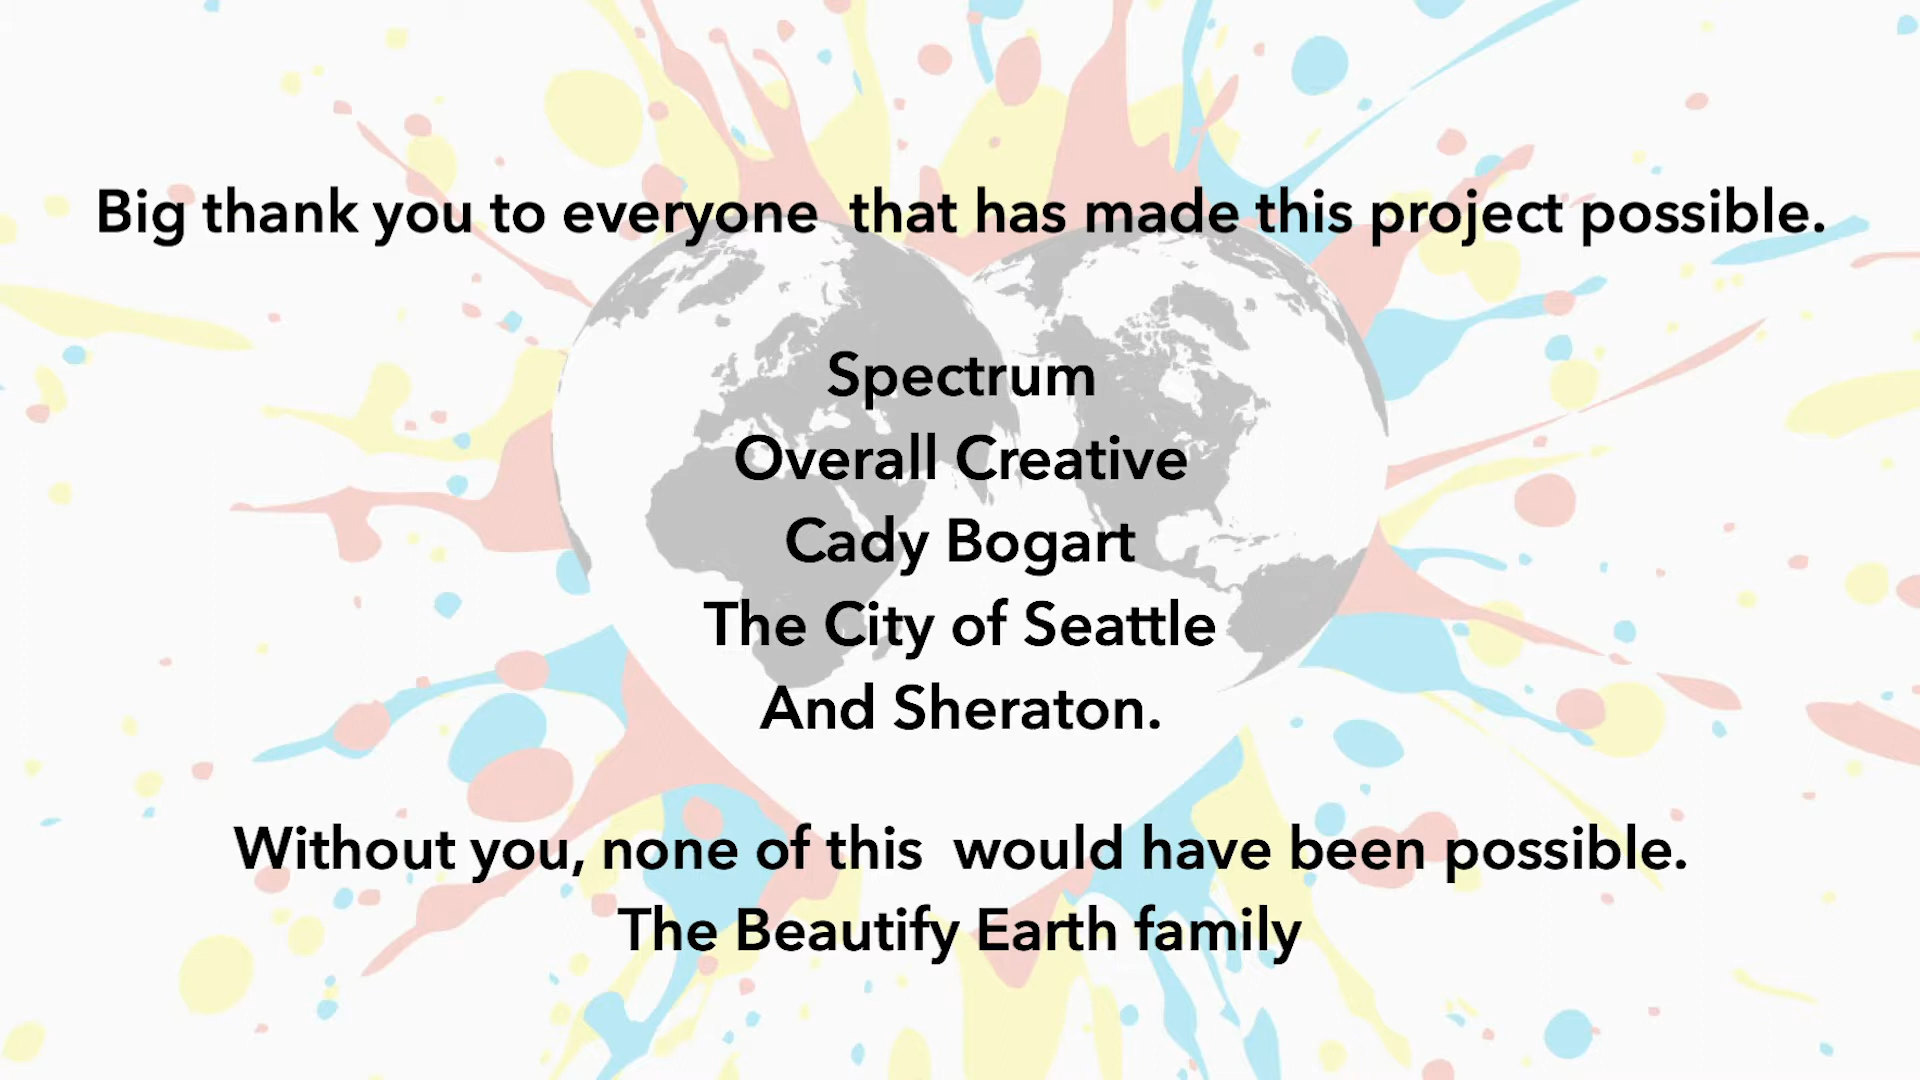 Big thank you to everyone  that has made this project possible.
Spectrum
Overall Creative
Cady Bogart
The City of Seattle
And Sheraton.
Without you, none of this  would have been possible.
The Beautify Earth family